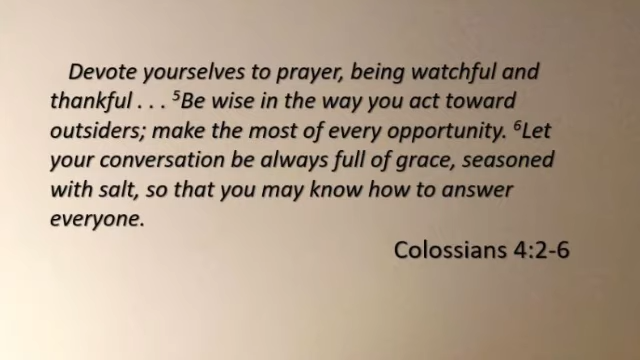 Devote yourselves to prayer, being watchful and
thankful . . . ⁵Be wise in the way you act toward
outsiders; make the most of every opportunity. ⁶Let
your conversation be always full of grace, seasoned
with salt, so that you may know how to answer
everyone.
Colossians 4:2-6